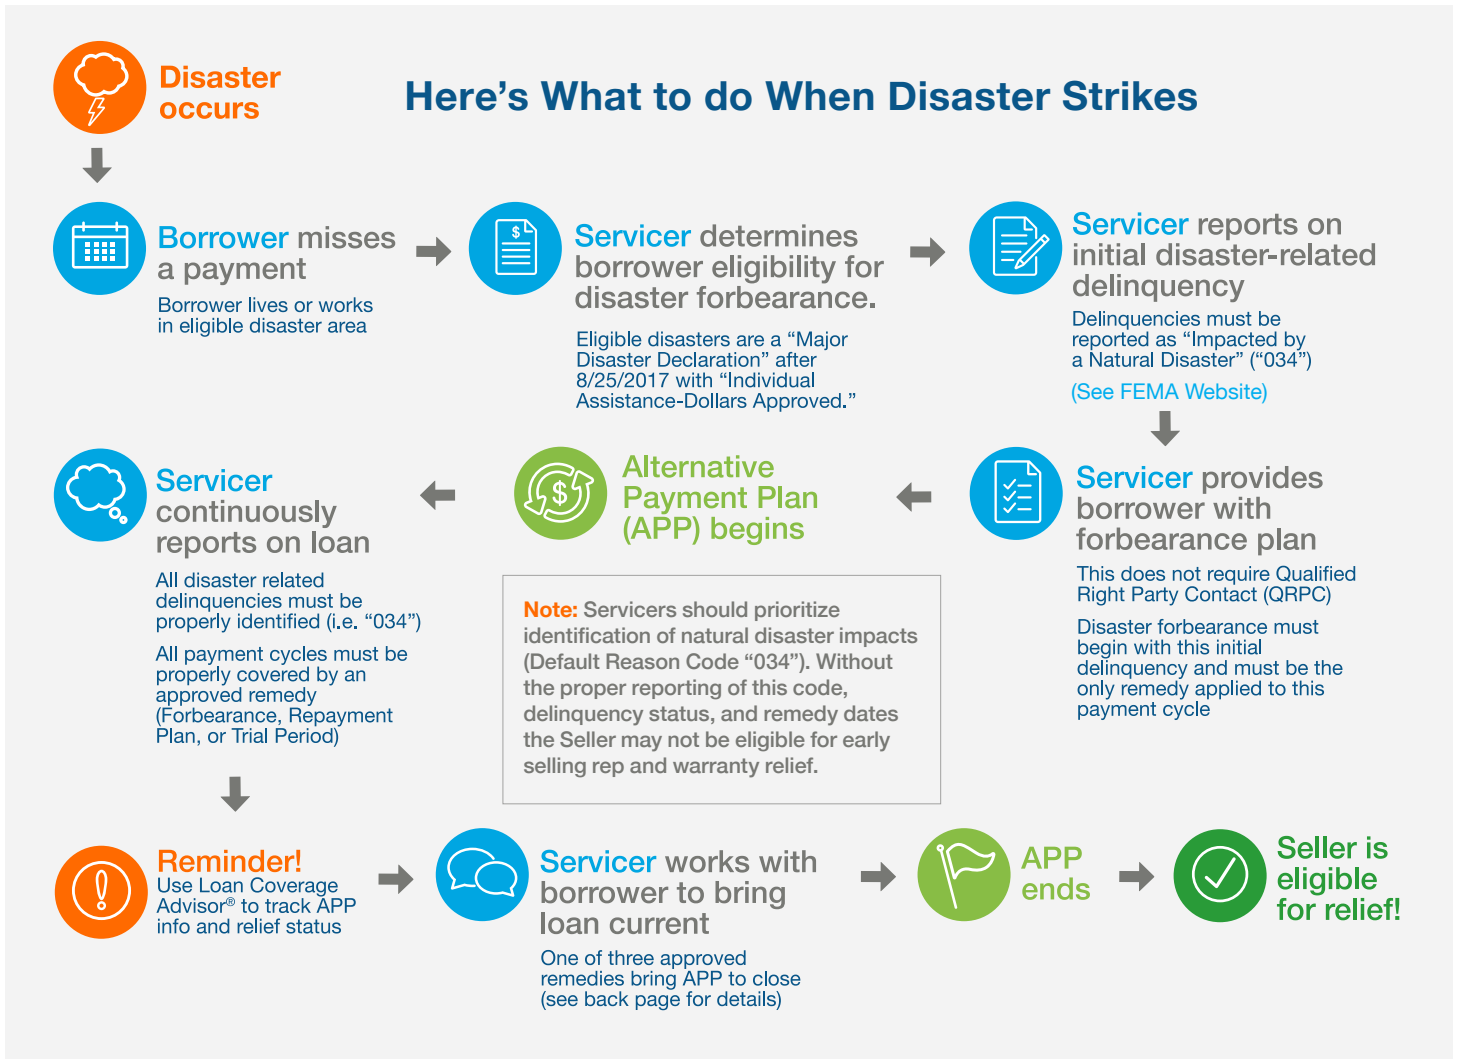 Disaster
occurs
Here's What to do When Disaster Strikes
Borrower misses
a payment
Borrower lives or works
in eligible disaster area
$
Servicer determines
borrower eligibility for
disaster forbearance.
Eligible disasters are a “Major
Disaster Declaration” after
8/25/2017 with “Individual
Assistance-Dollars Approved.”
Servicer reports on
initial disaster-related
delinquency
Delinquencies must be
reported as “Impacted by
a Natural Disaster” (“034”)
(See FEMA Website)
Servicer provides
borrower with
forbearance plan
This does not require Qualified
Right Party Contact (QRPC)
Disaster forbearance must
begin with this initial
delinquency and must be the
only remedy applied to this
payment cycle
$
Alternative
Payment Plan
(APP) begins
Note: Servicers should prioritize
identification of natural disaster impacts
(Default Reason Code “034”). Without
the proper reporting of this code,
delinquency status, and remedy dates
the Seller may not be eligible for early
selling rep and warranty relief.
Servicer
continuously
reports on loan
All disaster related
delinquencies must be
properly identified (i.e. “034”)
All payment cycles must be
properly covered by an
approved remedy
(Forbearance, Repayment
Plan, or Trial Period)
Reminder!
Use Loan Coverage
Advisor® to track APP
info and relief status
Servicer works with
borrower to bring
loan current
One of three approved
remedies bring APP to close
(see back page for details)
APP
ends
Seller is
eligible
for relief!